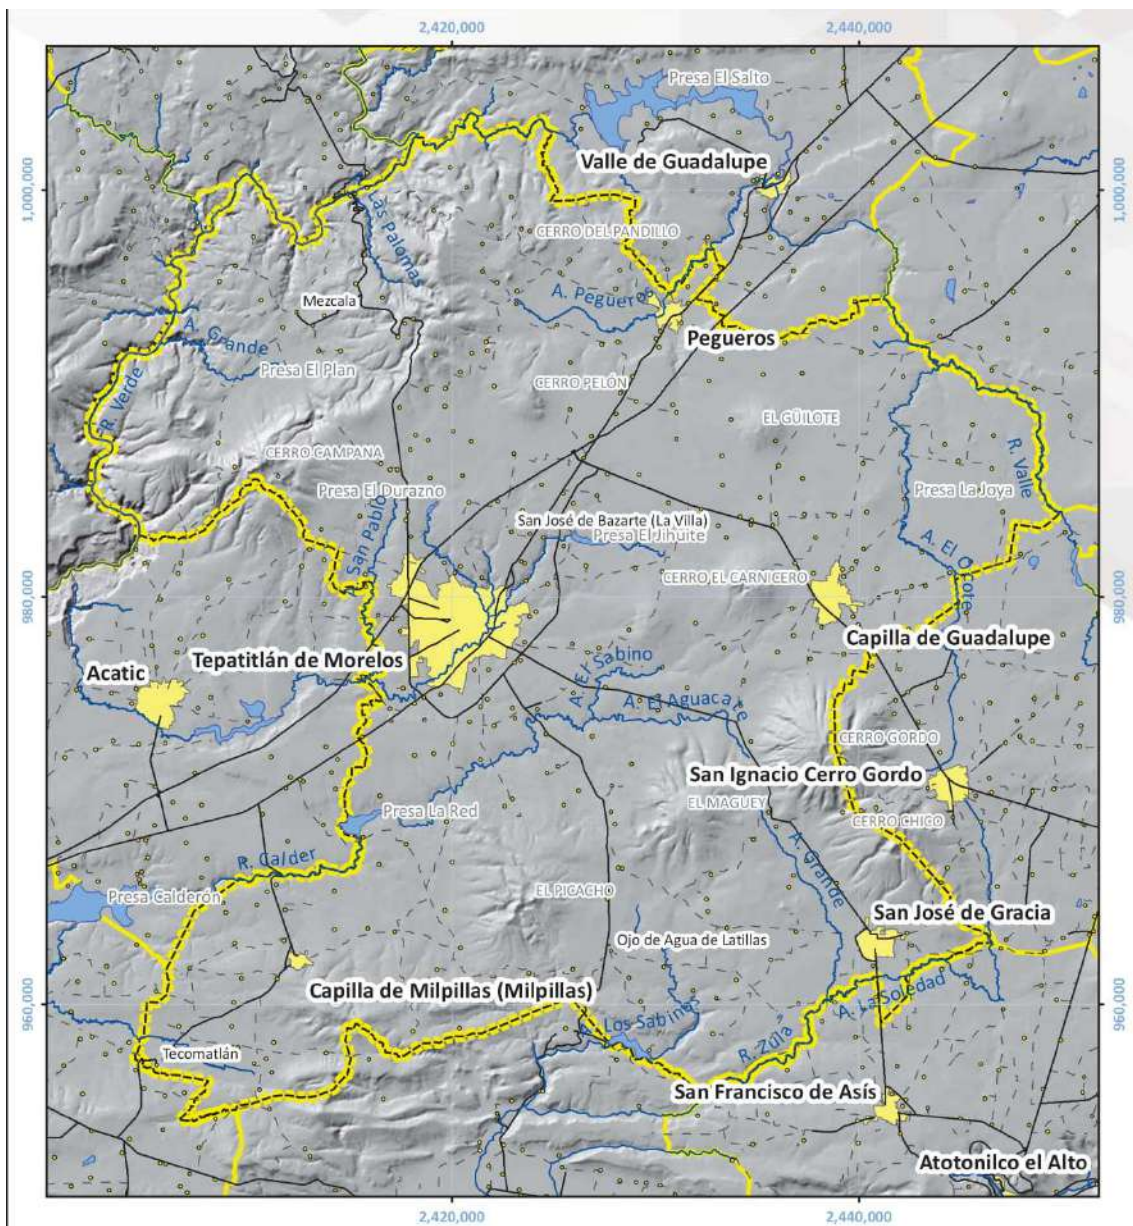 2,420,000
2,440,000
Presa El Salto
Valle de Guadalupe
1,000,000
1,000,000
Las Palomas
CERRO DEL PANDILLO
A. Pegueros
Mezcala
A. Grande
Pegueros
Presa El Plan
CERRO PELÓN
R. Verde
EL GÜILOTE
CERRO CAMPANA
R. Valle
Presa El Durazno
Presa La Joya
San José de Bazarte (La Villa)
Presa El Jihuite
San Pablo
A. El Ocote
CERRO EL CARNICERO
980,000
980,000
Capilla de Guadalupe
Tepatitlán de Morelos
Acatic
A. El Sabino
A. El Aguacate
CERRO GORDO
San Ignacio Cerro Gordo
EL MAGUEY
Presa La Red
CERRO CHICO
R. Calder
A. Grande
Presa Calderón
EL PICACHO
San José de Gracia
Ojo de Agua de Latillas
Capilla de Milpillas (Milpillas)
A. La Soledad
960,000
960,000
A. Los Sabinos
R. Zula
Tecomatlán
San Francisco de Asís
Atotonilco el Alto
2,420,000
2,440,000